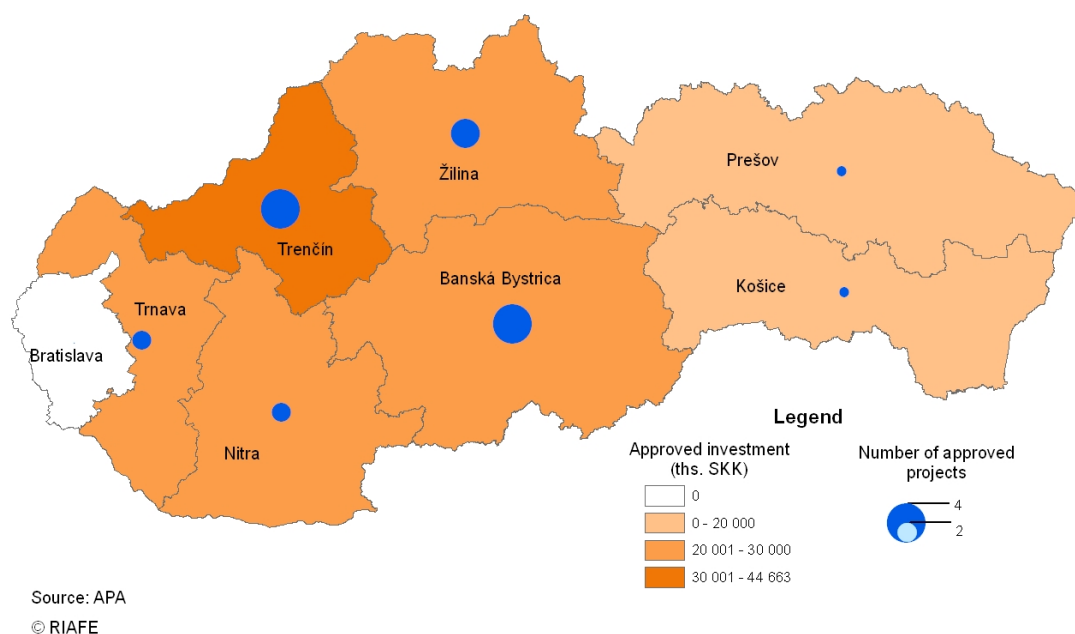 Prešov
Žilina
Trenčín
Banská Bystrica
Košice
Trnava
Bratislava
Nitra
Legend
Approved investment
(ths. SKK)
0
0 - 20 000
20 001 - 30 000
30 001 - 44 663
Number of approved
projects
4
2
Source: APA
© RIAFE